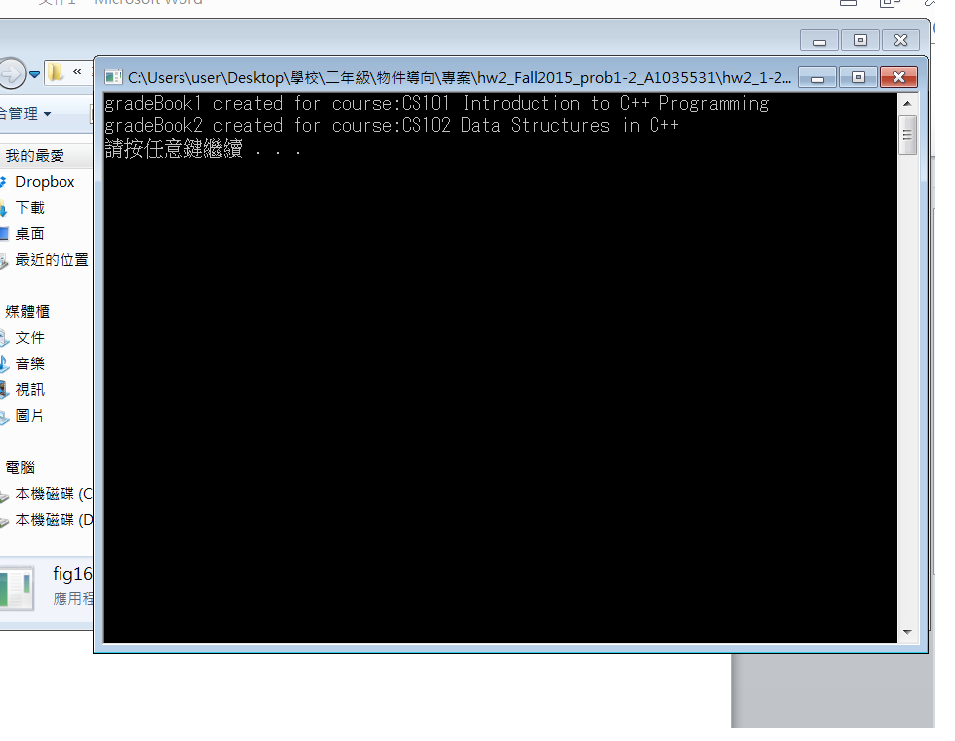 文件1 - Microsoft Word
«
C:\Users\user\Desktop\學校\二年級\物件導向\專案\hw2_Fall2015_prob1-2_A1035531\hw2_1-2...
gradeBook1 created for course:CS101 Introduction to C++ Programming
gradeBook2 created for course:CS102 Data Structures in C++
請按任意鍵繼續 . . .
合管理
我的最愛
Dropbox
下載
桌面
最近的位置
媒體櫃
文件
音樂
視訊
圖片
電腦
本機磁碟 (C
本機磁碟 (D
fig16
應用程